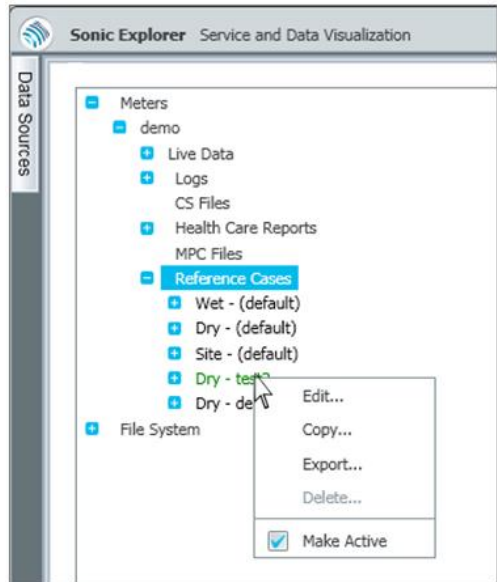 Sonic Explorer Service and Data Visualization
Data Sources
Meters
demo
Live Data
Logs
CS Files
Health Care Reports
MPC Files
Reference Cases
Wet - (default)
Dry - (default)
Site - (default)
Dry - test
Dry - de
File System
Edit...
Copy...
Export...
Delete...
Make Active